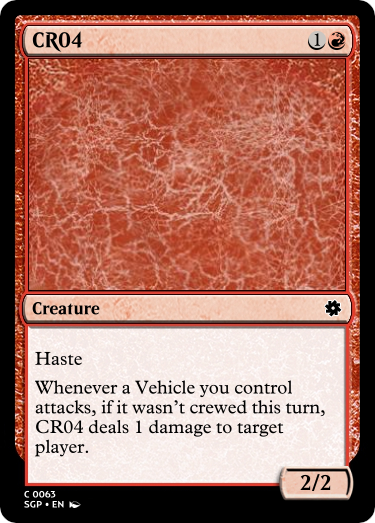 CR04 1
Creature
Haste
Whenever a Vehicle you control
attacks, if it wasn't crewed this turn,
CR04 deals 1 damage to target
player.
2/2
C 0063
SGP • EN